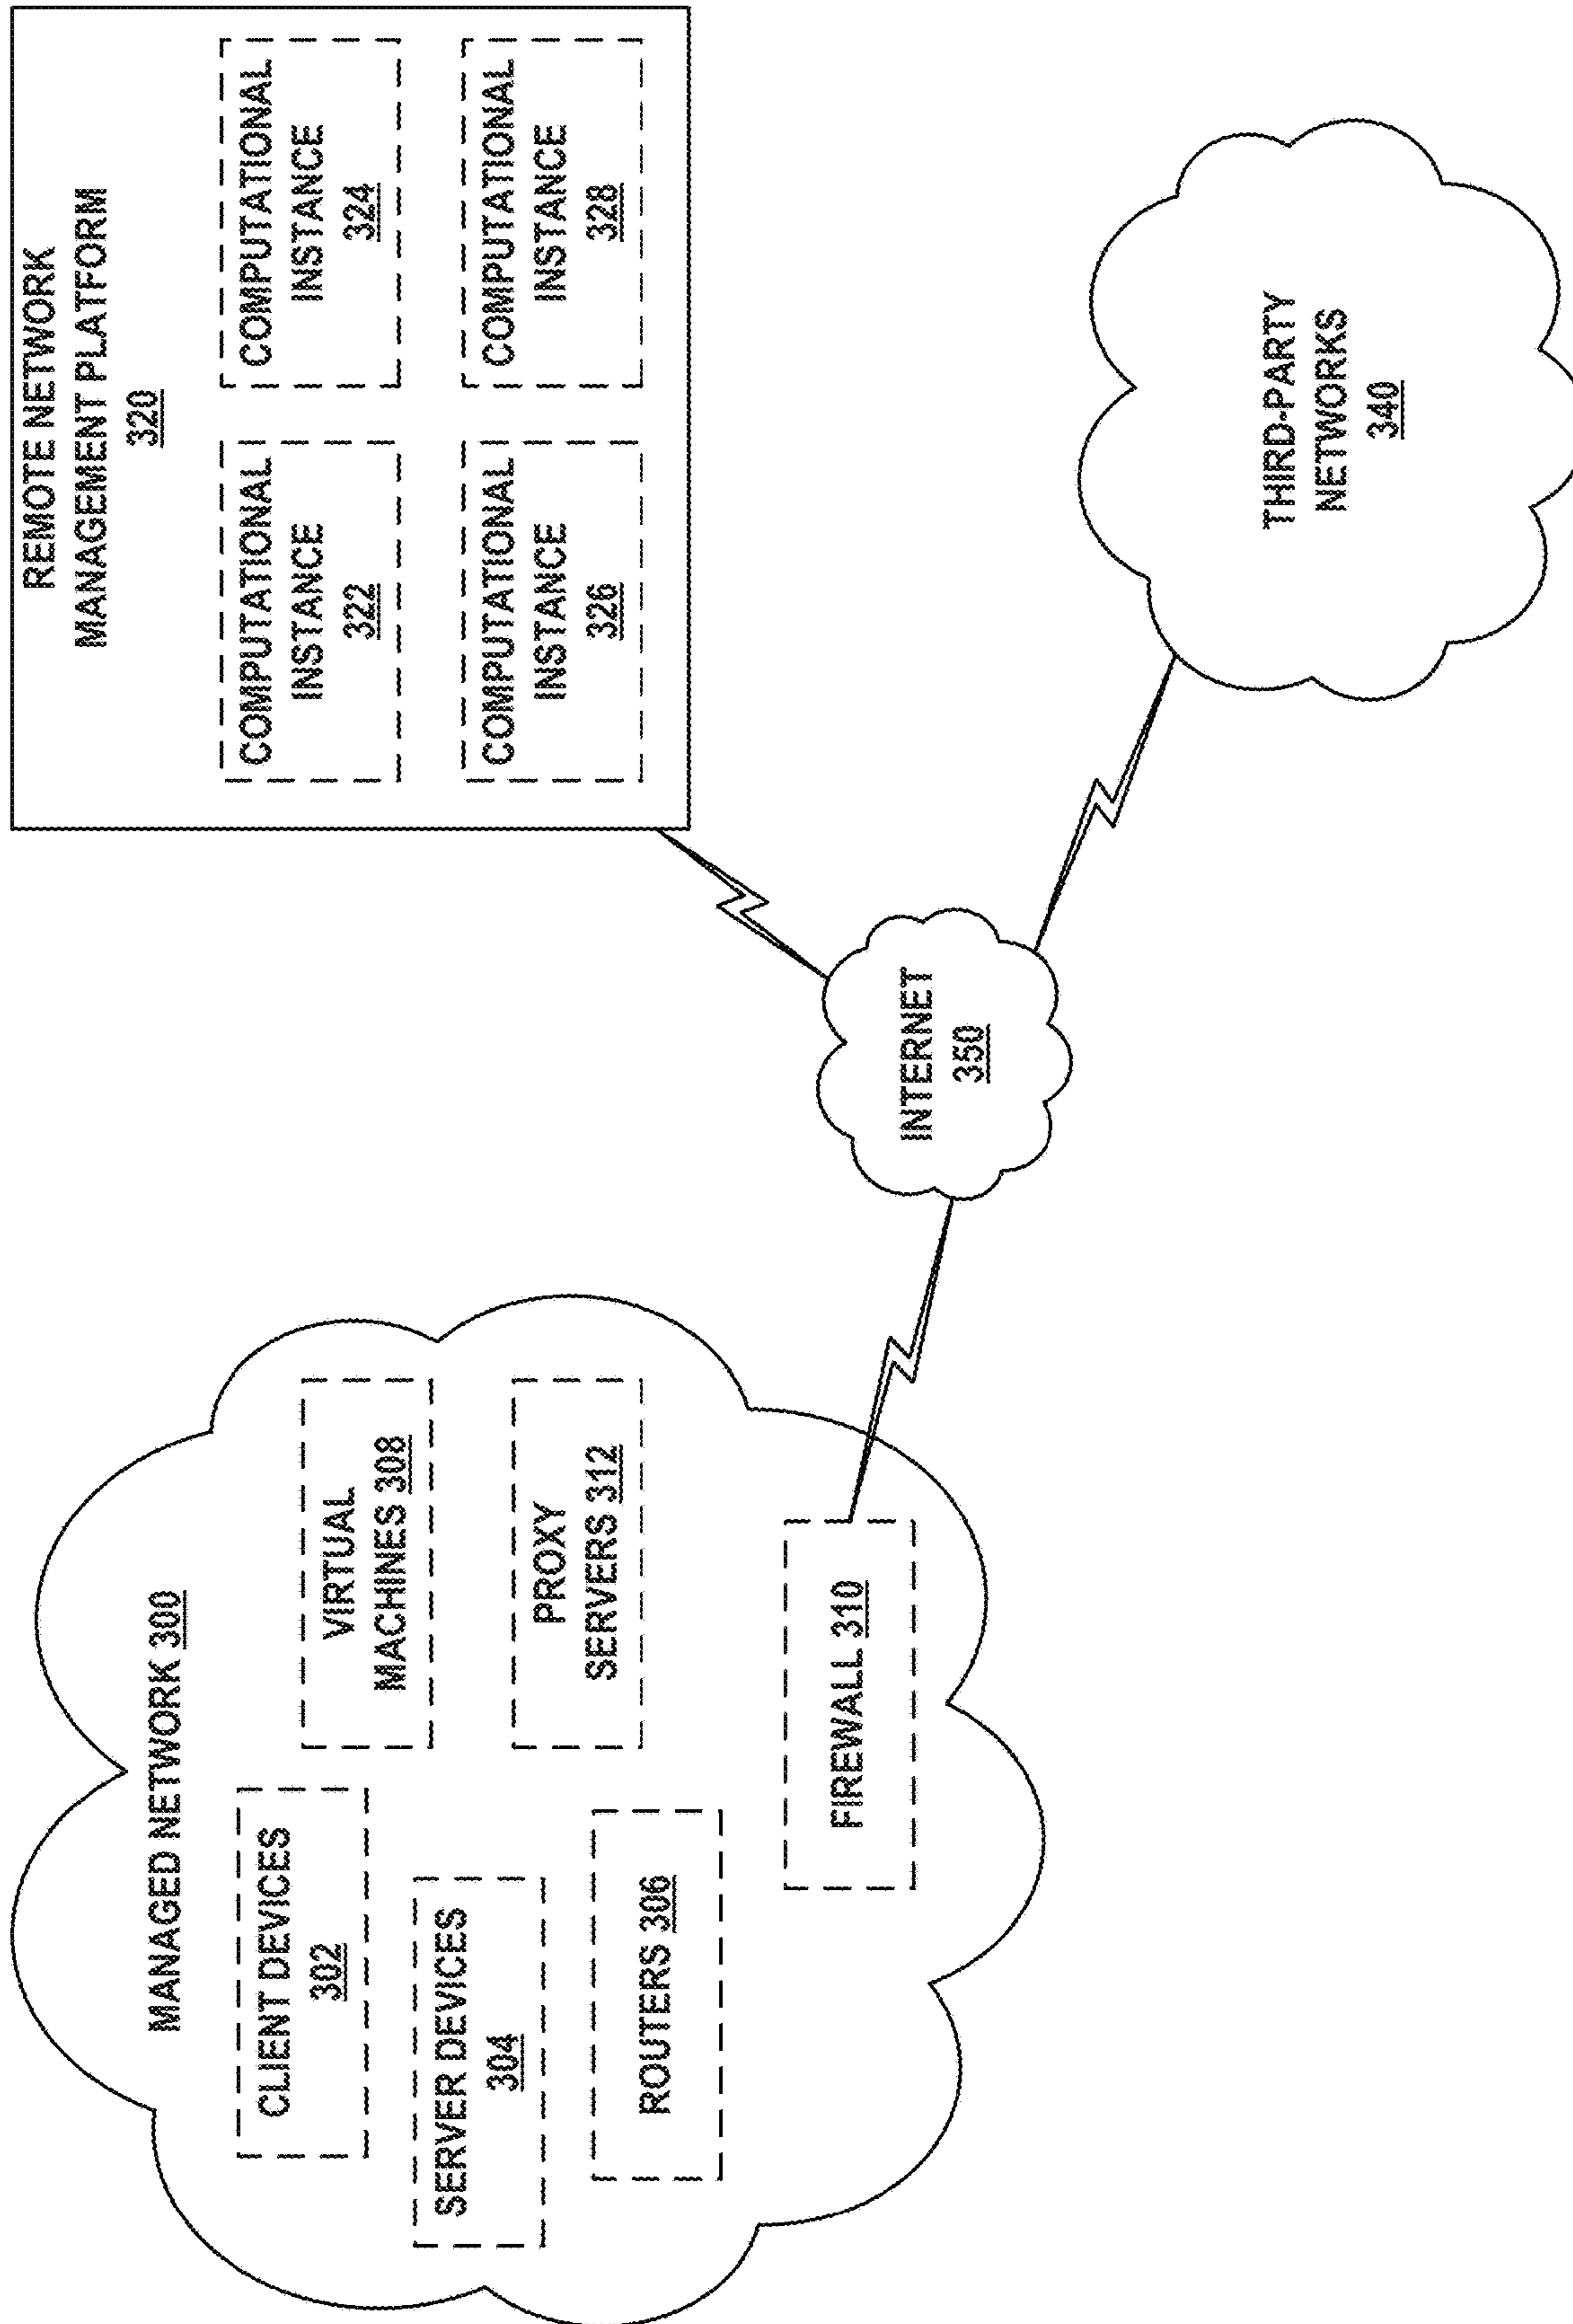 MANAGED NETWORK 300
CLIENT DEVICES
302
SERVER DEVICES
304
ROUTERS 306
VIRTUAL
MACHINES 308
PROXY
SERVERS 312
FIREWALL 310
INTERNET
350
REMOTE NETWORK
MANAGEMENT PLATFORM
320
COMPUTATIONAL
INSTANCE
322
COMPUTATIONAL
INSTANCE
324
COMPUTATIONAL
INSTANCE
326
COMPUTATIONAL
INSTANCE
328
THIRD-PARTY
NETWORKS
340